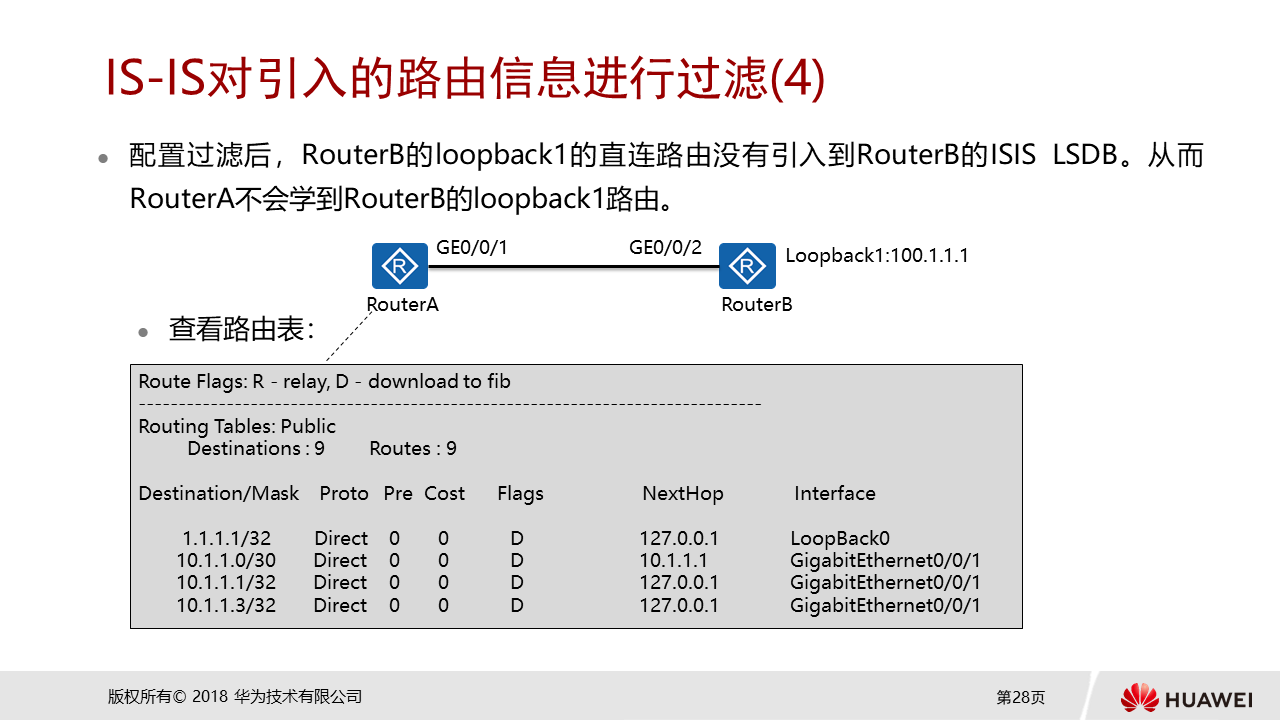 IS-IS对引入的路由信息进行过滤(4)
配置过滤后，RouterB的loopback1的直连路由没有引入到RouterB的ISIS LSDB。从而
RouterA不会学到RouterB的loopback1路由。
GE0/0/1 GE0/0/2 Loopback1:100.1.1.1
R R
RouterA RouterB
查看路由表：
Route Flags: R - relay, D - download to fib
------------------------------------------------------------------------------
Routing Tables: Public
Destinations : 9 Routes : 9
Destination/Mask Proto Pre Cost Flags NextHop Interface
1.1.1.1/32 Direct 0 0 D 127.0.0.1 LoopBack0
10.1.1.0/30 Direct 0 0 D 10.1.1.1 GigabitEthernet0/0/1
10.1.1.1/32 Direct 0 0 D 127.0.0.1 GigabitEthernet0/0/1
10.1.1.3/32 Direct 0 0 D 127.0.0.1 GigabitEthernet0/0/1
版权所有© 2018 华为技术有限公司 第28页 HUAWEI